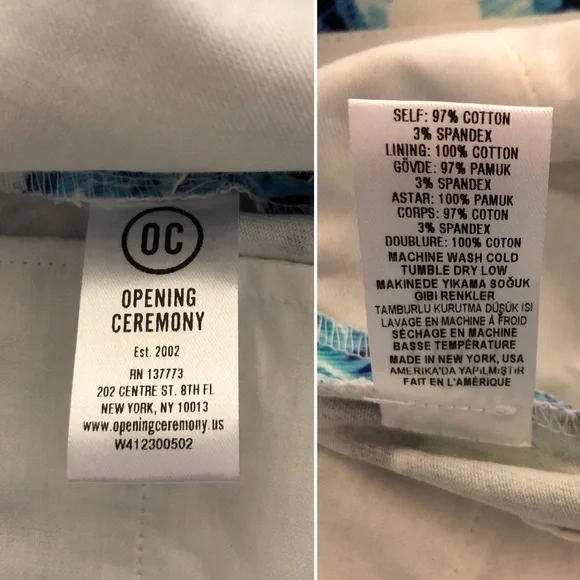 OC
OPENING
CEREMONY
Est. 2002
RN 137773
202 CENTRE ST. 8TH FL
NEW YORK, NY 10013
www.openingceremony.us
W412300502
SELF: 97% COTTON
3% SPANDEX
LINING: 100% COTTON
GÖVDE: 97% PAMUK
3% SPANDEX
ASTAR: 100% PAMUK
CORPS: 97% COTON
3% SPANDEX
DOUBLURE: 100% COTON
MACHINE WASH COLD
TUMBLE DRY LOW
MAKINEDE YIKAMA SOĞUK
GIBI RENKLER
TAMBURLU KURUTMA DÜŞÜK ISI
LAVAGE EN MACHINE À FROID
SÉCHAGE EN MACHINE
BASSE TEMPÉRATURE
MADE IN NEW YORK, USA
AMERIKA'DA YAPILMIŞTIR
FAIT EN L'AMÉRIQUE